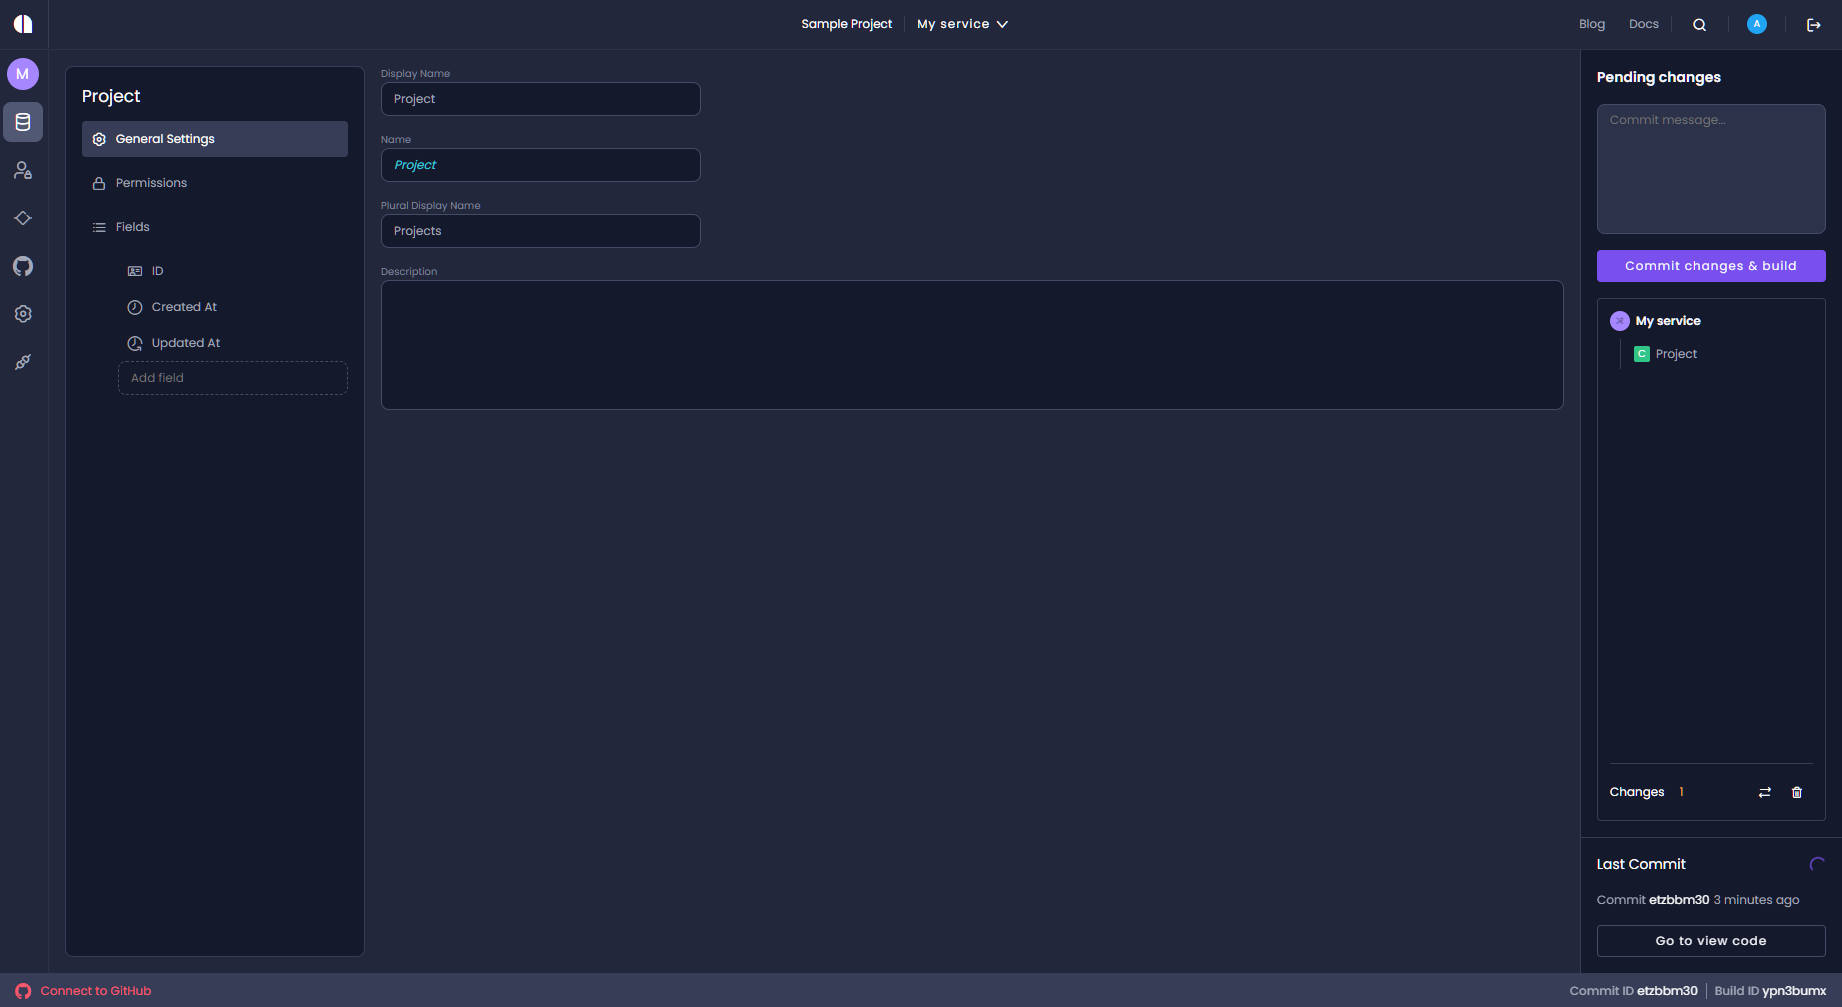 Sample Project
My service
Blog
Docs
A
M
Project
General Settings
Permissions
Fields
ID
Created At
Updated At
Add field
Display Name
Project
Name
Project
Plural Display Name
Projects
Description
Pending changes
Commit message...
Commit changes & build
My service
C Project
Changes 1
Last Commit
Commit etzbbm30 3 minutes ago
Go to view code
Connect to GitHub
Commit ID etzbbm30
Build ID ypn3bumx